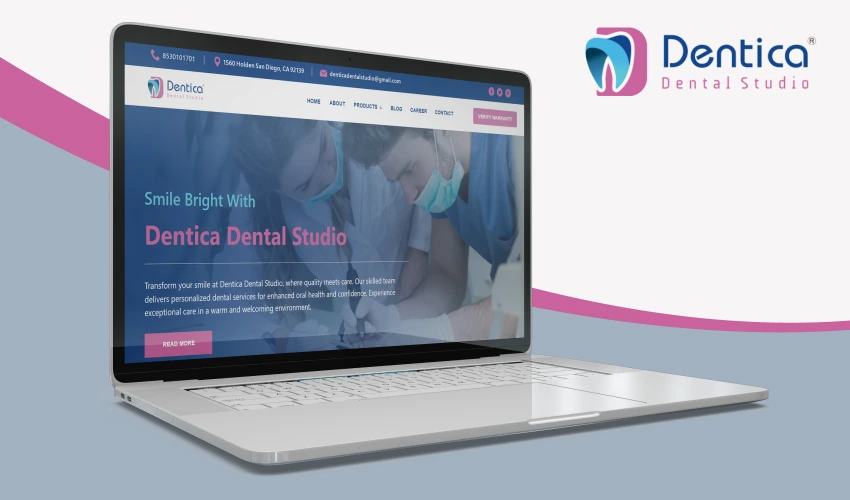 8530101701
1560 Holden San Diego, CA 92139
denticadentalstudio@gmail.com
Dentica®
Dental Studio
Dentica
Dental Studio
HOME ABOUT PRODUCTS BLOG CAREER CONTACT
VERIFY WARRANTY
Smile Bright With
Dentica Dental Studio
Transform your smile at Dentica Dental Studio, where quality meets care. Our skilled team
delivers personalized dental services for enhanced oral health and confidence. Experience
exceptional care in a warm and welcoming environment.
READ MORE